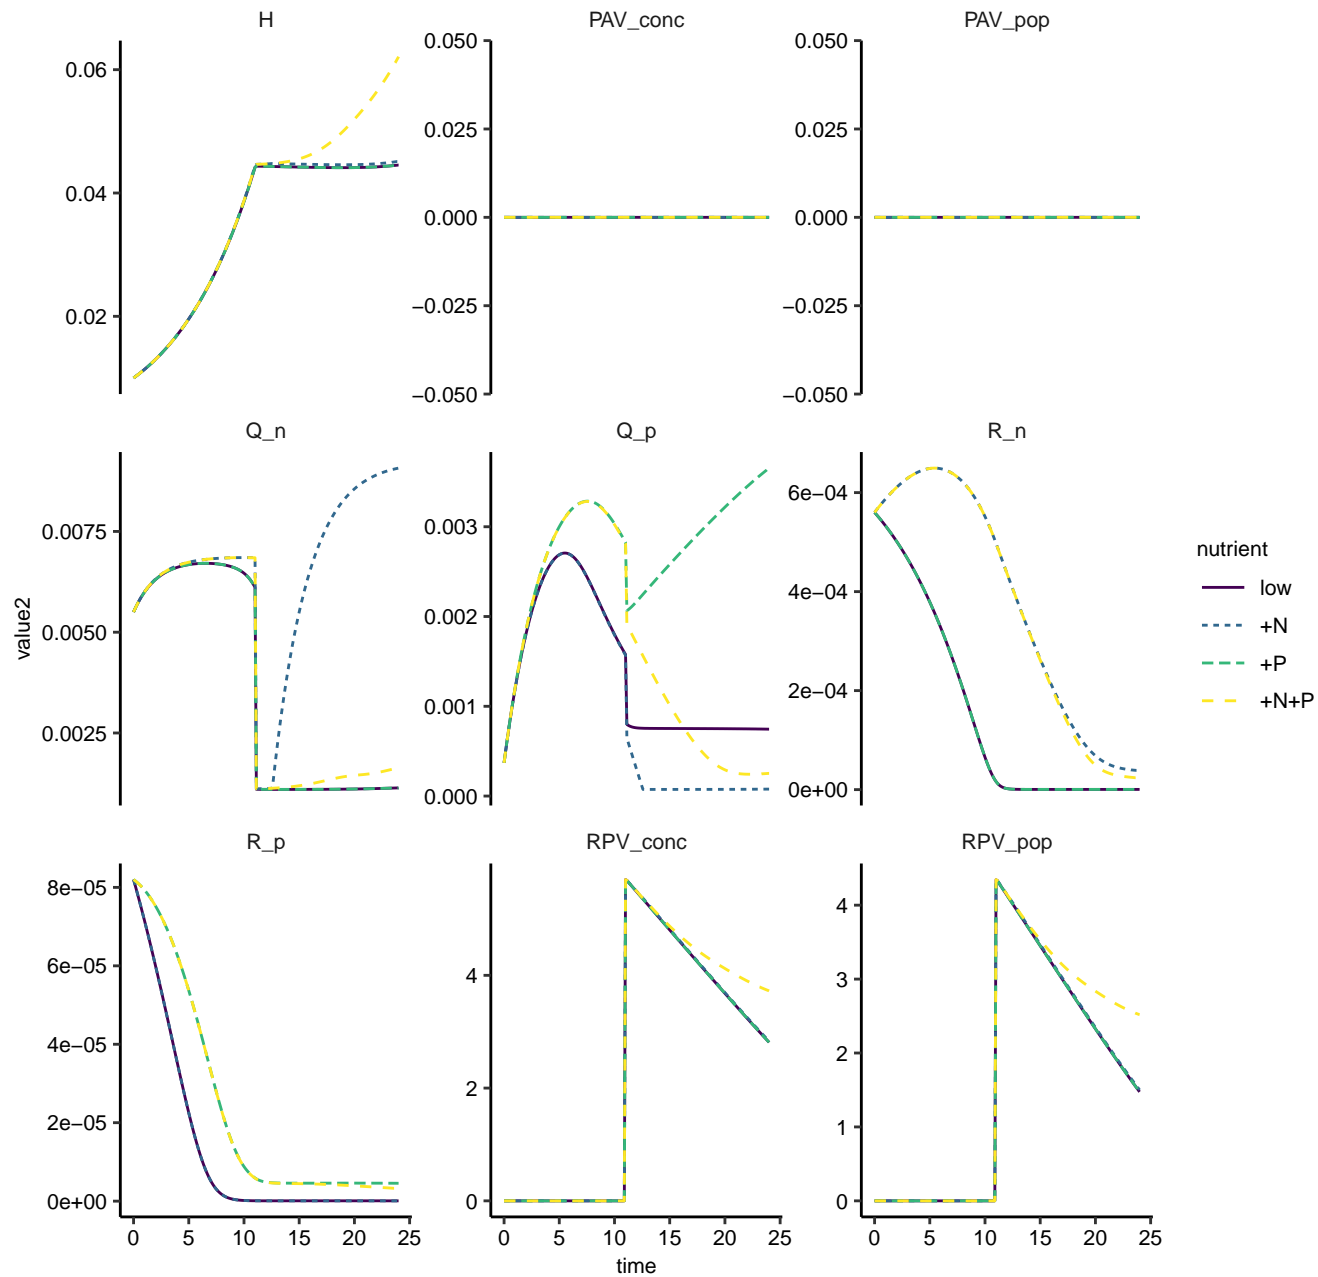 H
PAV_conc
PAV_pop
0.06
0.04
0.02
0.050
0.025
0.000
−0.025
−0.050
0.050
0.025
0.000
−0.025
−0.050
Q_n
Q_p
R_n
0.0075
0.0050
0.0025
0.003
0.002
0.001
0.000
6e−04
4e−04
2e−04
0e+00
value2
nutrient
low
+N
+P
+N+P
R_p
RPV_conc
RPV_pop
8e−05
6e−05
4e−05
2e−05
0e+00
4
2
0
4
3
2
1
0
0 5 10 15 20 25
0 5 10 15 20 25
0 5 10 15 20 25
time